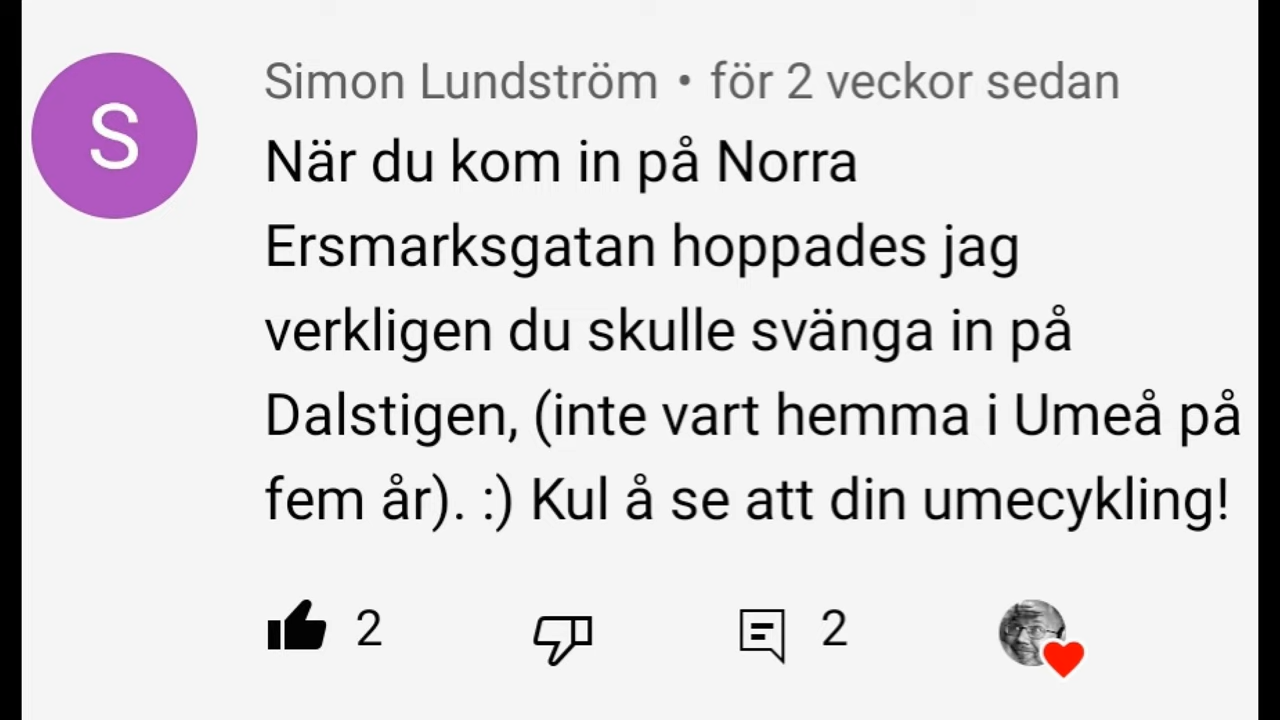 S
Simon Lundström • för 2 veckor sedan
När du kom in på Norra
Ersmarksgatan hoppades jag
verkligen du skulle svänga in på
Dalstigen, (inte vart hemma i Umeå på
fem år). :) Kul å se att din umecykling!
2 2